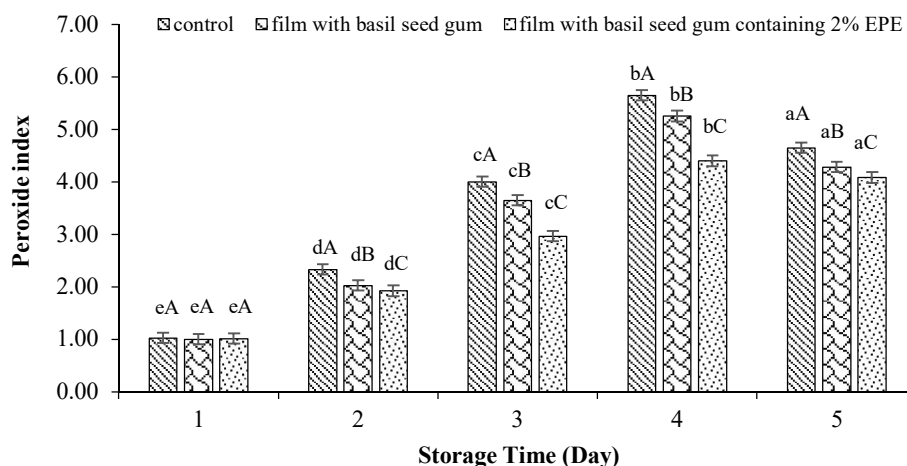 control film with basil seed gum film with basil seed gum containing 2% EPE
7.00
6.00
5.00
4.00
3.00
2.00
1.00
0.00
Peroxide index
eA eA eA
dA dB dC
cA cB cC
bA bB bC
aA aB aC
1 2 3 4 5
Storage Time (Day)